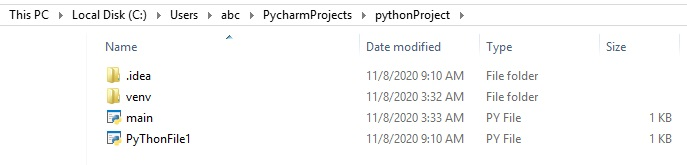 This PC Local Disk (C:) Users abc PycharmProjects pythonProject
Name Date modified Type Size
.idea 11/8/2020 9:10 AM File folder
venv 11/8/2020 3:32 AM File folder
main 11/8/2020 3:33 AM PY File 1 KB
PyThonFile1 11/8/2020 9:10 AM PY File 1 KB